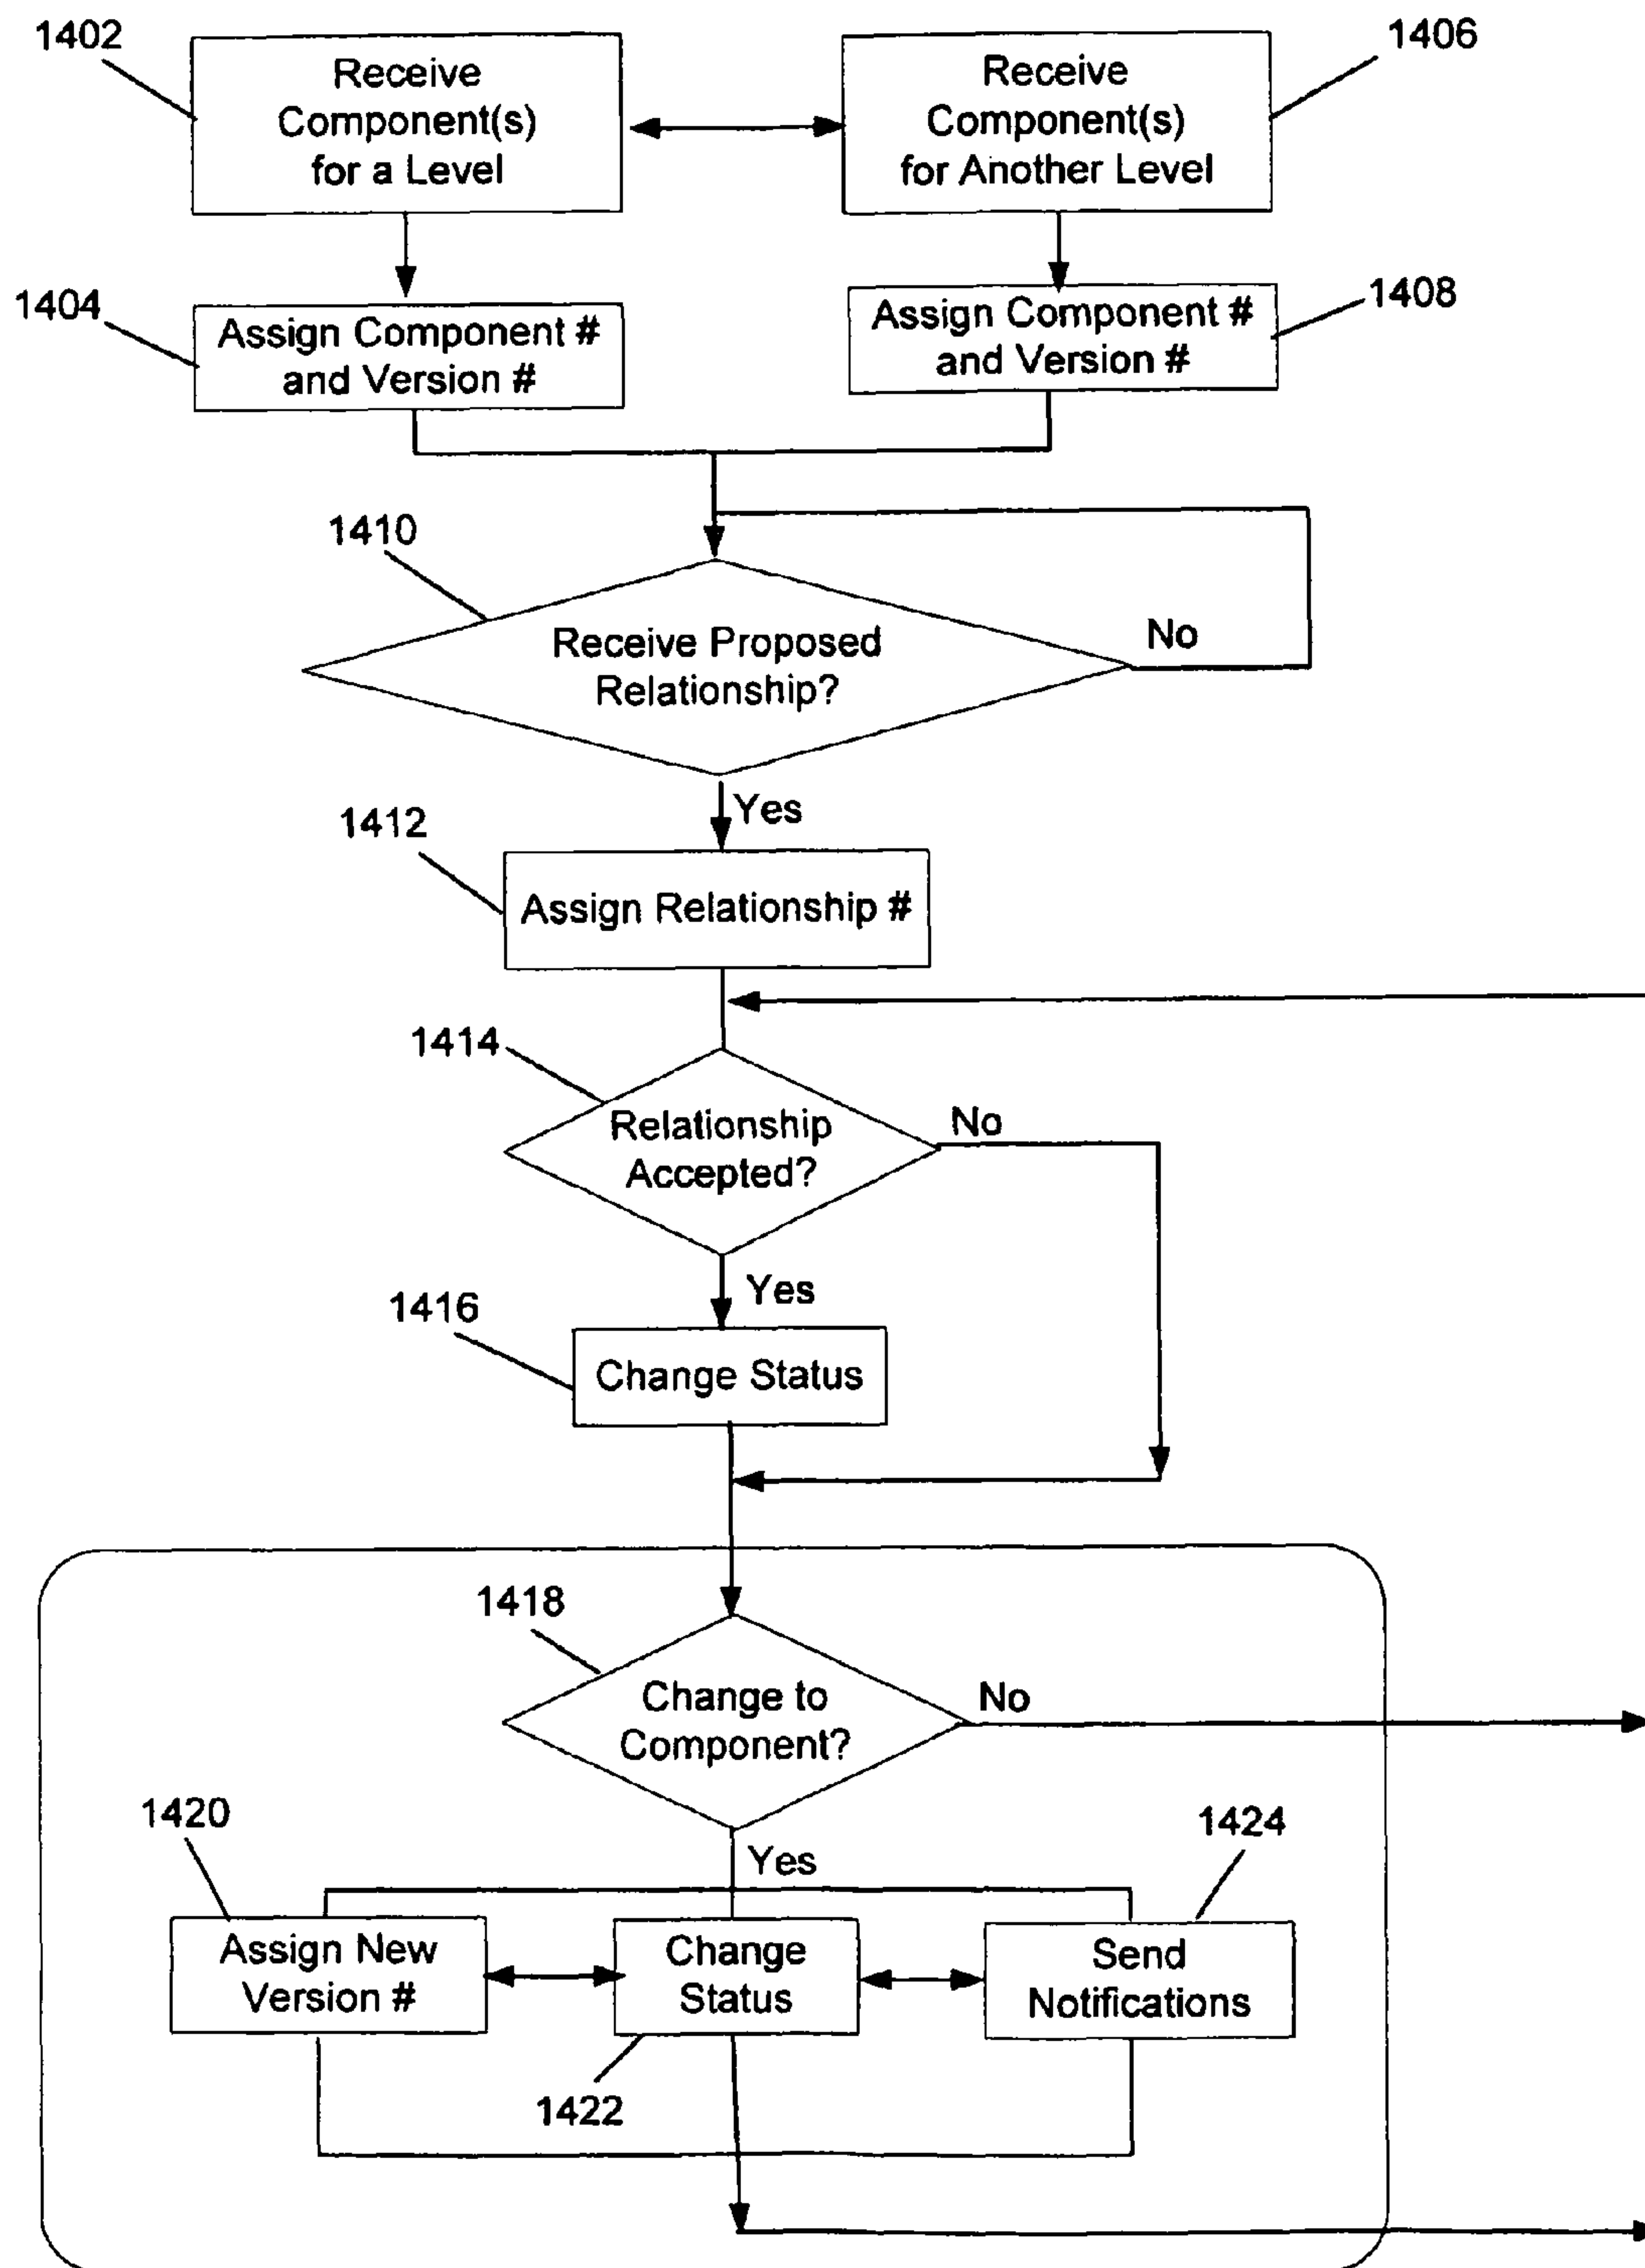 1402
Receive
Component(s)
for a Level
Receive
Component(s)
for Another Level
1406
1404
Assign Component #
and Version #
Assign Component #
and Version #
1408
1410
Receive Proposed
Relationship?
No
Yes
1412
Assign Relationship #
1414
Relationship
Accepted?
No
Yes
1416
Change Status
1418
Change to
Component?
No
Yes
1420
1424
Assign New
Version #
Change
Status
Send
Notifications
1422